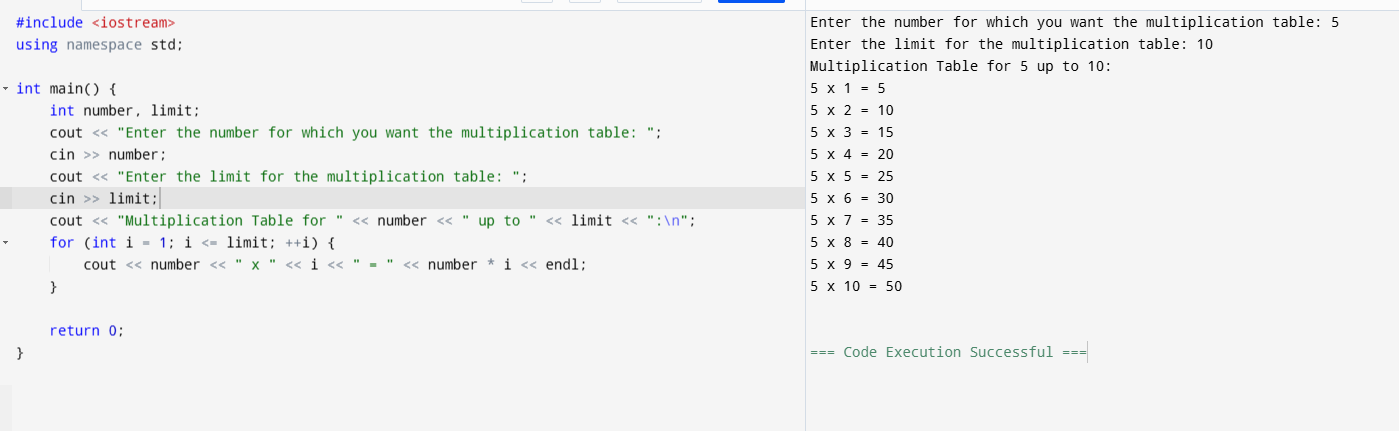 #include <iostream>
using namespace std;

int main() {
    int number, limit;
    cout << "Enter the number for which you want the multiplication table: ";
    cin >> number;
    cout << "Enter the limit for the multiplication table: ";
    cin >> limit;
    cout << "Multiplication Table for " << number << " up to " << limit << ":\n";
    for (int i = 1; i <= limit; ++i) {
        cout << number << " x " << i << " = " << number * i << endl;
    }

    return 0;
}
Enter the number for which you want the multiplication table: 5
Enter the limit for the multiplication table: 10
Multiplication Table for 5 up to 10:
5 x 1 = 5
5 x 2 = 10
5 x 3 = 15
5 x 4 = 20
5 x 5 = 25
5 x 6 = 30
5 x 7 = 35
5 x 8 = 40
5 x 9 = 45
5 x 10 = 50
=== Code Execution Successful ===